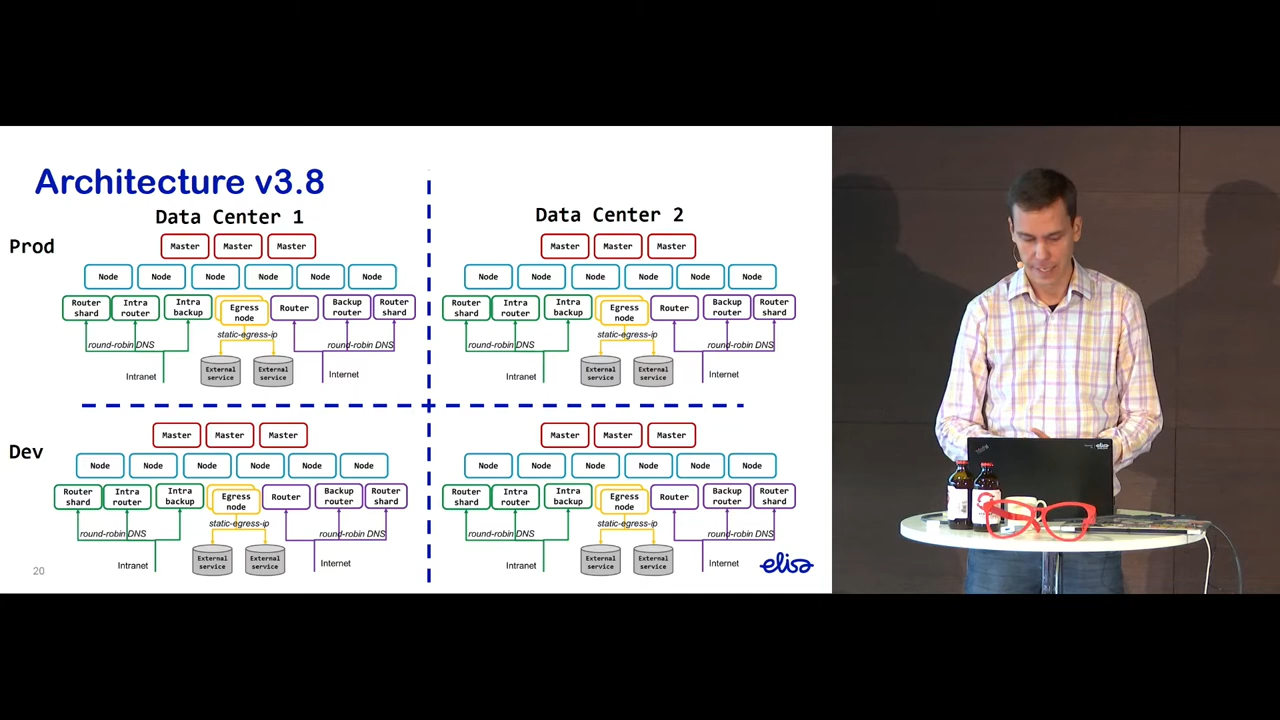 Architecture v3.8
Data Center 1
Data Center 2
Prod
Master Master Master
Master Master Master
Node Node Node Node Node Node
Node Node Node Node Node Node
Router shard
Intra router
Intra backup
Egress node
Router
Backup router
Router shard
Router shard
Intra router
Intra backup
Egress node
Router
Backup router
Router shard
round-robin DNS
static-egress-ip
round-robin DNS
round-robin DNS
static-egress-ip
round-robin DNS
Intranet
External service
External service
Internet
Intranet
External service
External service
Internet
Dev
Master Master Master
Master Master Master
Node Node Node Node Node Node
Node Node Node Node Node Node
Router shard
Intra router
Intra backup
Egress node
Router
Backup router
Router shard
Router shard
Intra router
Intra backup
Egress node
Router
Backup router
Router shard
round-robin DNS
static-egress-ip
round-robin DNS
round-robin DNS
static-egress-ip
round-robin DNS
Intranet
External service
External service
Internet
Intranet
External service
External service
Internet
20
elisa
elisa